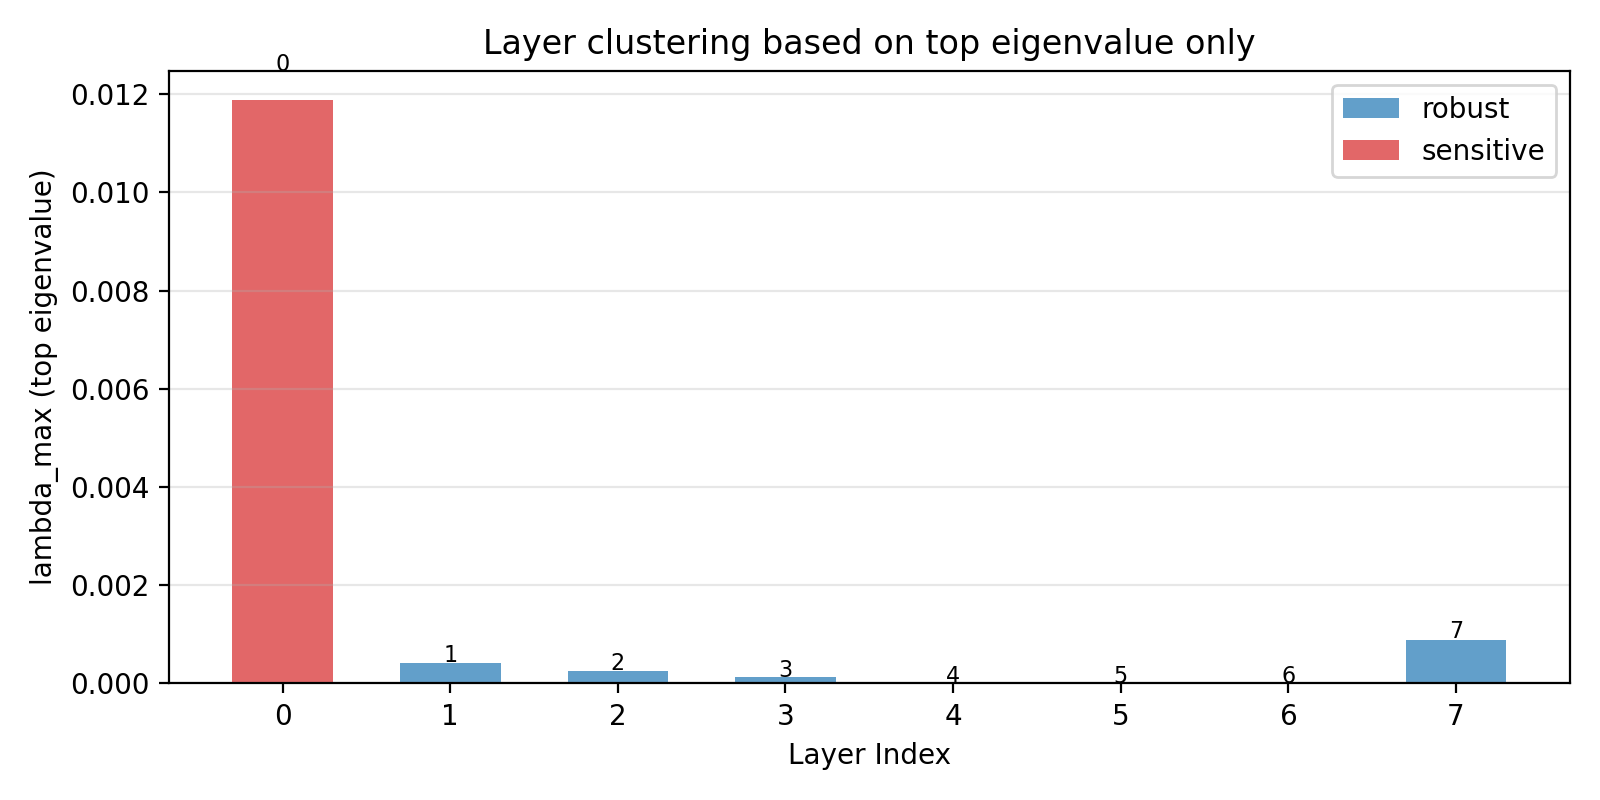 Layer clustering based on top eigenvalue only
0
0.012
0.010
0.008
0.006
0.004
0.002
0.000
lambda_max (top eigenvalue)
robust
sensitive
1
2
3
4
5
6
7
0 1 2 3 4 5 6 7
Layer Index